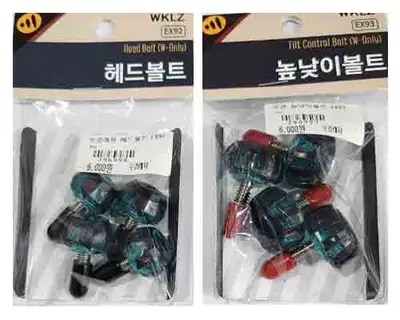 WKLZ
EX92
Head Bolt (W-Only)
헤드볼트
6,000원
WKLZ
EX93
Tilt Control Bolt (W-Only)
높낮이볼트
6,000원